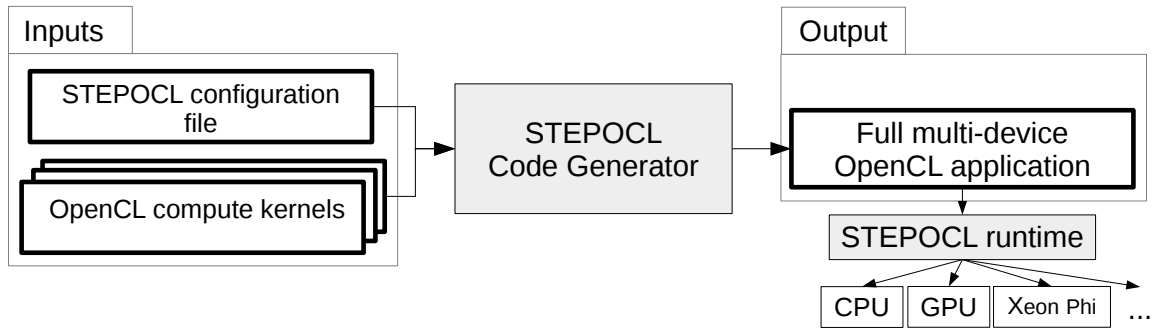 Inputs
STEPOCL configuration
file
OpenCL compute kernels
STEPOCL
Code Generator
Output
Full multi-device
OpenCL application
STEPOCL runtime
CPU
GPU
Xeon Phi
...